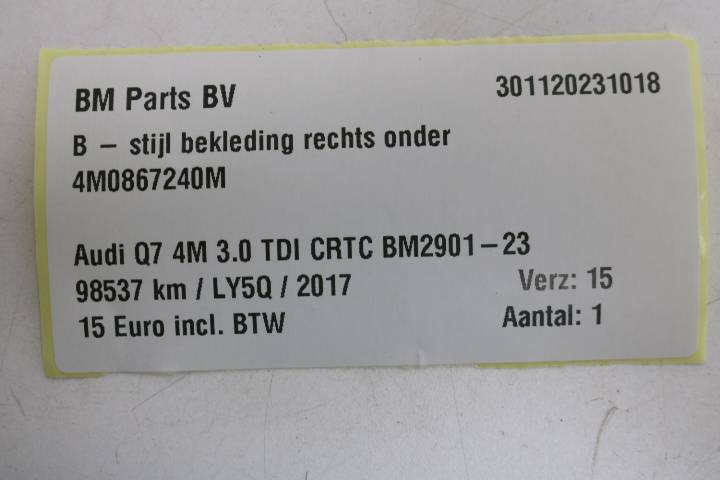 BM Parts BV 301120231018
B – stijl bekleding rechts onder
4M0867240M
Audi Q7 4M 3.0 TDI CRTC BM2901–23
98537 km / LY5Q / 2017 Verz: 15
15 Euro incl. BTW Aantal: 1